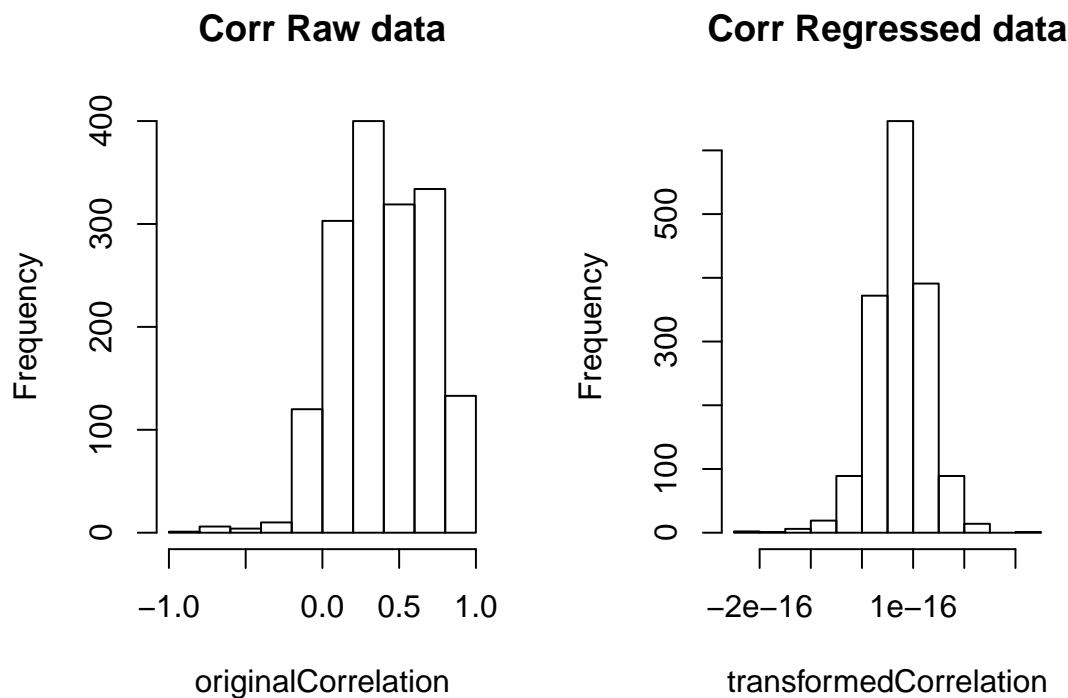 Corr Raw data
Frequency
400
300
200
100
0
−1.0 0.0 0.5 1.0
originalCorrelation
Corr Regressed data
Frequency
500
300
100
0
−2e−16 1e−16
transformedCorrelation